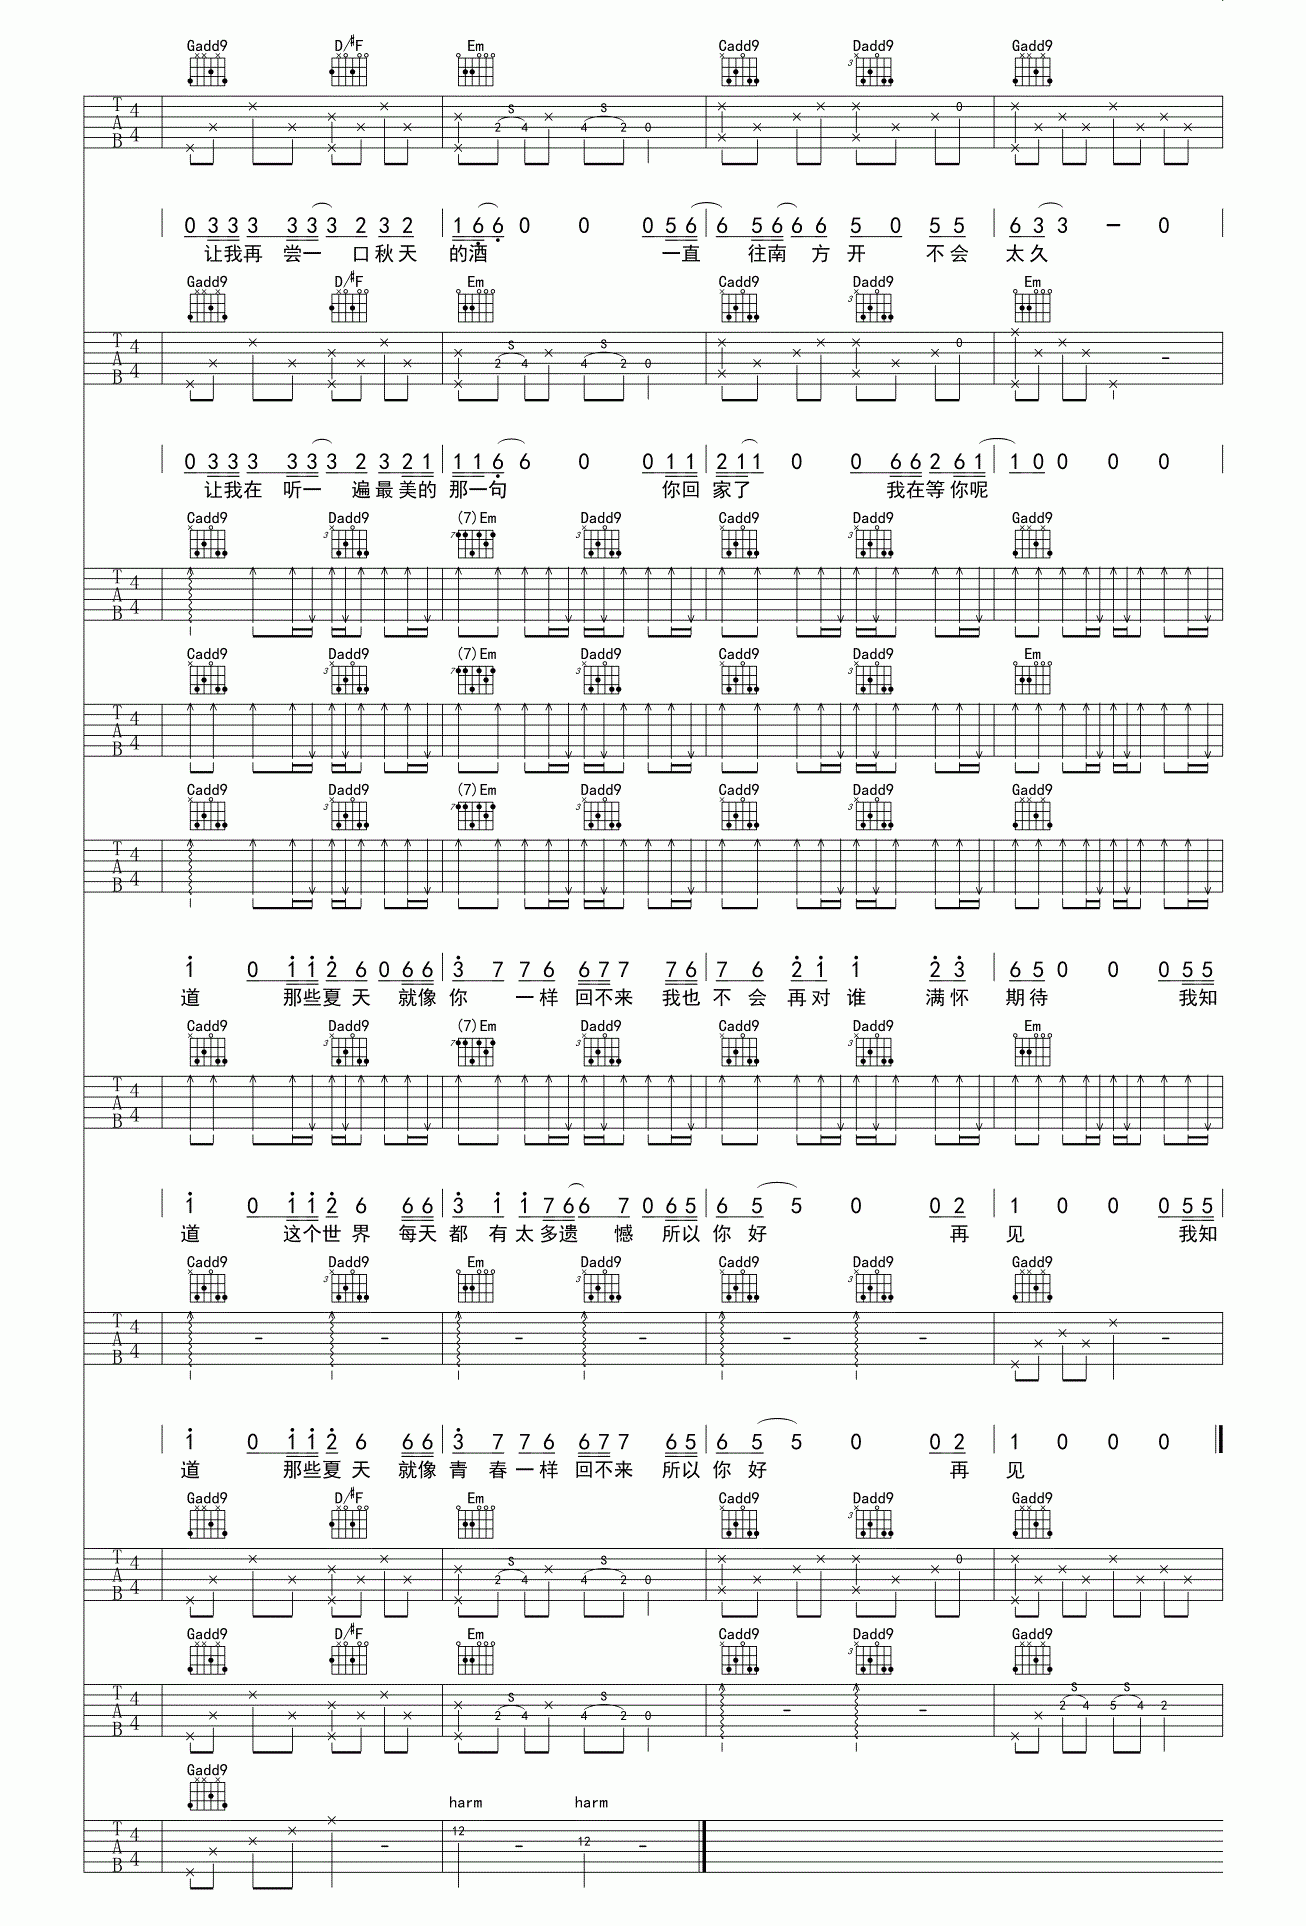 Gadd9 D/#F Em Cadd9 Dadd9 Gadd9
T A B 4 4 S 2 4 S 4 2 0 0
0 3 3 3 3 3 3 2 3 2 1 6 6 0 0 0 5 6 6 5 6 6 6 5 0 5 5 6 3 3 - 0
让我再 尝一 口秋天 的酒 一直 往南 方 开 不会 太久
Gadd9 D/#F Em Cadd9 Dadd9 Em
T A B 4 4 S 2 4 S 4 2 0 0 -
0 3 3 3 3 3 3 2 3 2 1 1 1 6 6 0 0 1 1 2 1 1 0 0 6 6 2 6 1 1 0 0 0 0
让我在 听一 遍最美的 那一句 你回 家了 我在等你呢
Cadd9 Dadd9 (7)Em Dadd9 Cadd9 Dadd9 Gadd9
T A B 4 4
Cadd9 Dadd9 (7)Em Dadd9 Cadd9 Dadd9 Em
T A B 4 4
Cadd9 Dadd9 (7)Em Dadd9 Cadd9 Dadd9 Gadd9
T A B 4 4
1 0 1 1 2 6 0 6 6 3 7 7 6 6 7 7 7 6 7 6 2 1 1 2 3 6 5 0 0 0 5 5
道 那些夏天 就像 你 一样 回不来 我也 不会 再对 谁 满怀 期待 我知
Cadd9 Dadd9 (7)Em Dadd9 Cadd9 Dadd9 Em
T A B 4 4
1 0 1 1 2 6 6 6 3 1 1 7 6 6 7 0 6 5 6 5 5 0 0 2 1 0 0 0 5 5
道 这个世界 每天 都有太多遗 憾 所以 你好 再 见 我知
Cadd9 Dadd9 Em Dadd9 Cadd9 Dadd9 Gadd9
T A B 4 4 - - - - - - -
1 0 1 1 2 6 6 6 3 7 7 6 6 7 7 6 5 6 5 5 0 0 2 1 0 0 0
道 那些夏天 就像 青春一样 回不来 所以 你好 再 见
Gadd9 D/#F Em Cadd9 Dadd9 Gadd9
T A B 4 4 S 2 4 S 4 2 0 0
Gadd9 D/#F Em Cadd9 Dadd9 Gadd9
T A B 4 4 S 2 4 S 4 2 0 - - S 2 4 S 5 4 2
Gadd9 harm harm
T A B 4 4 - 12 - 12 -